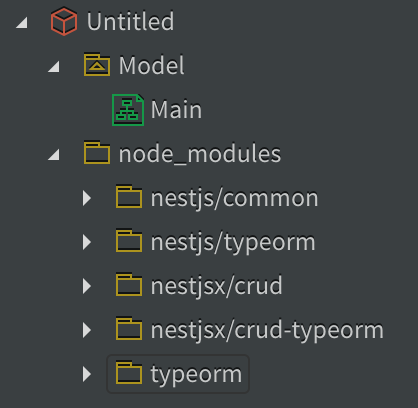 Untitled
Model
Main
node_modules
nestjs/common
nestjs/typeorm
nestjsx/crud
nestjsx/crud-typeorm
typeorm